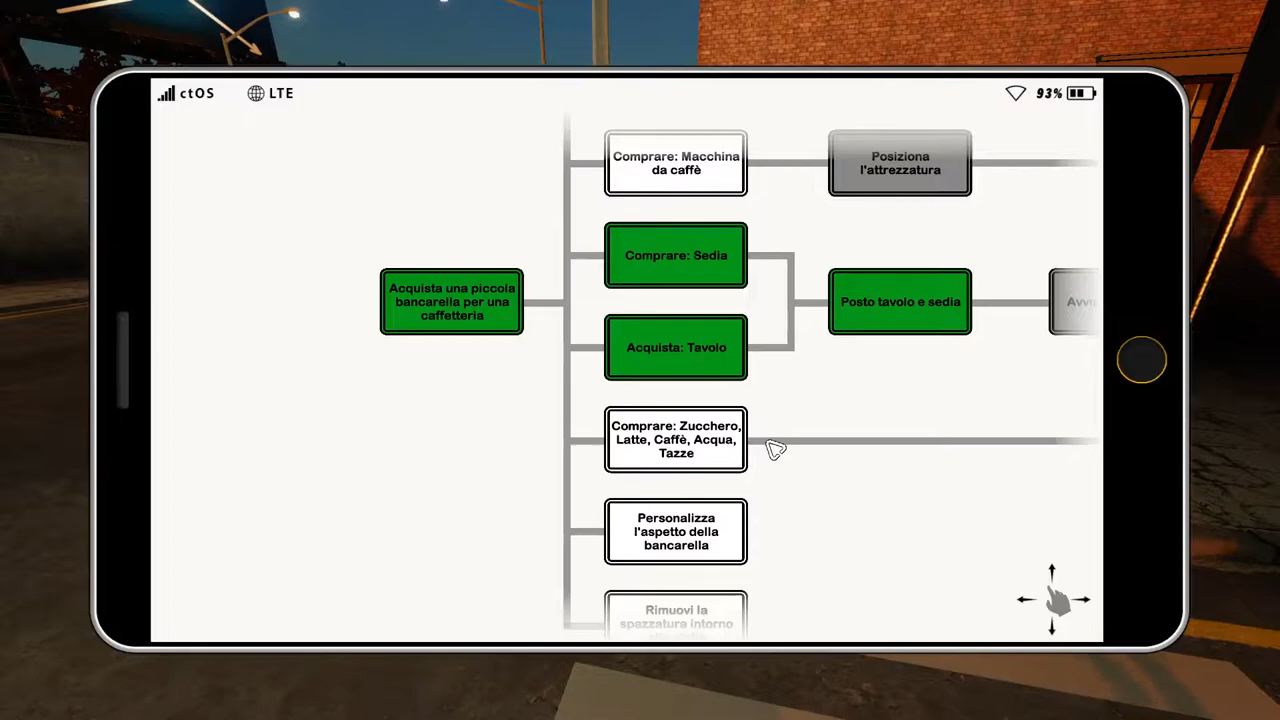 ctOS LTE 93%
Comprare: Macchina
da caffè
Posiziona
l'attrezzatura
Comprare: Sedia
Acquista una piccola
bancarella per una
caffetteria
Posto tavolo e sedia
Acquista: Tavolo
Comprare: Zucchero,
Latte, Caffè, Acqua,
Tazze
Personalizza
l'aspetto della
bancarella
Rimuovi la
spazzatura intorno